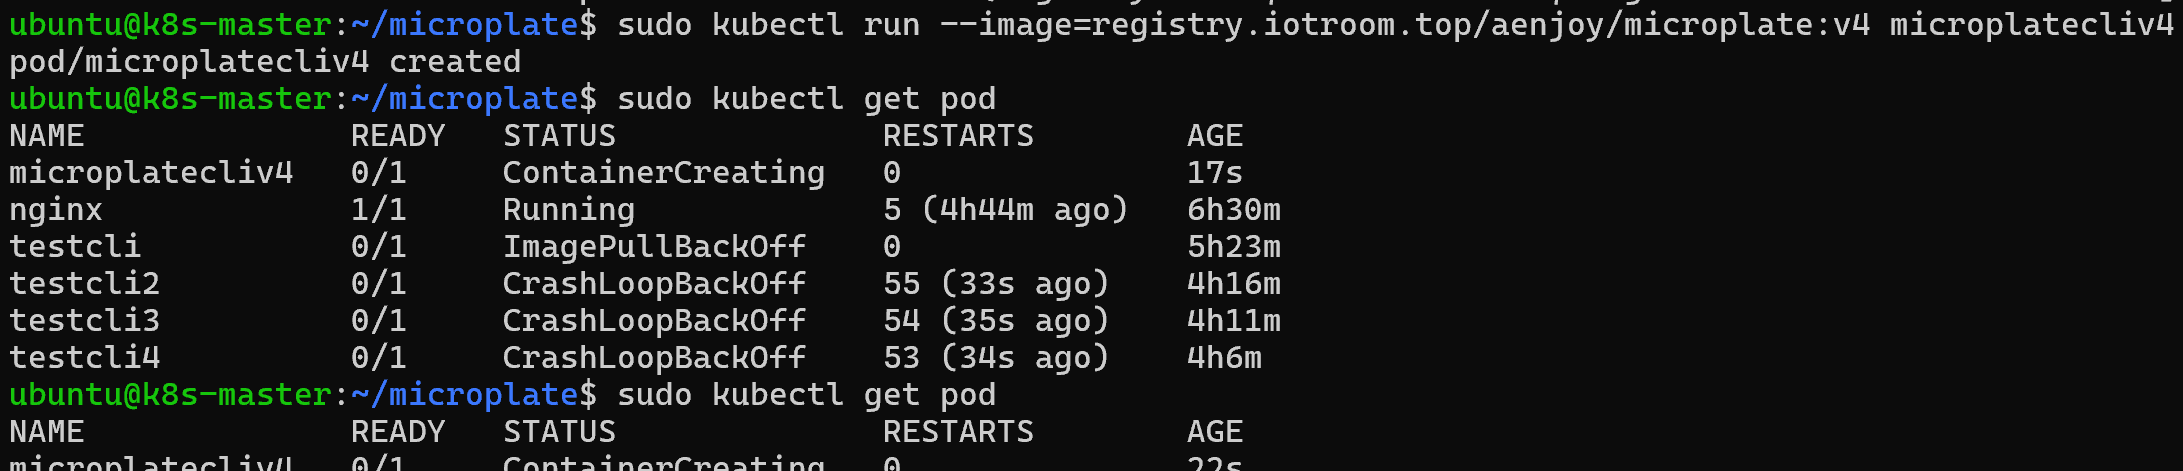 ubuntu@k8s-master:~/microplate$ sudo kubectl run --image=registry.iotroom.top/aenjoy/microplate:v4 microplatecliv4
pod/microplatecliv4 created
ubuntu@k8s-master:~/microplate$ sudo kubectl get pod
NAME READY STATUS RESTARTS AGE
microplatecliv4 0/1 ContainerCreating 0 17s
nginx 1/1 Running 5 (4h44m ago) 6h30m
testcli 0/1 ImagePullBackOff 0 5h23m
testcli2 0/1 CrashLoopBackOff 55 (33s ago) 4h16m
testcli3 0/1 CrashLoopBackOff 54 (35s ago) 4h11m
testcli4 0/1 CrashLoopBackOff 53 (34s ago) 4h6m
ubuntu@k8s-master:~/microplate$ sudo kubectl get pod
NAME READY STATUS RESTARTS AGE
microplatecliv4 0/1 ContainerCreating 0 22s